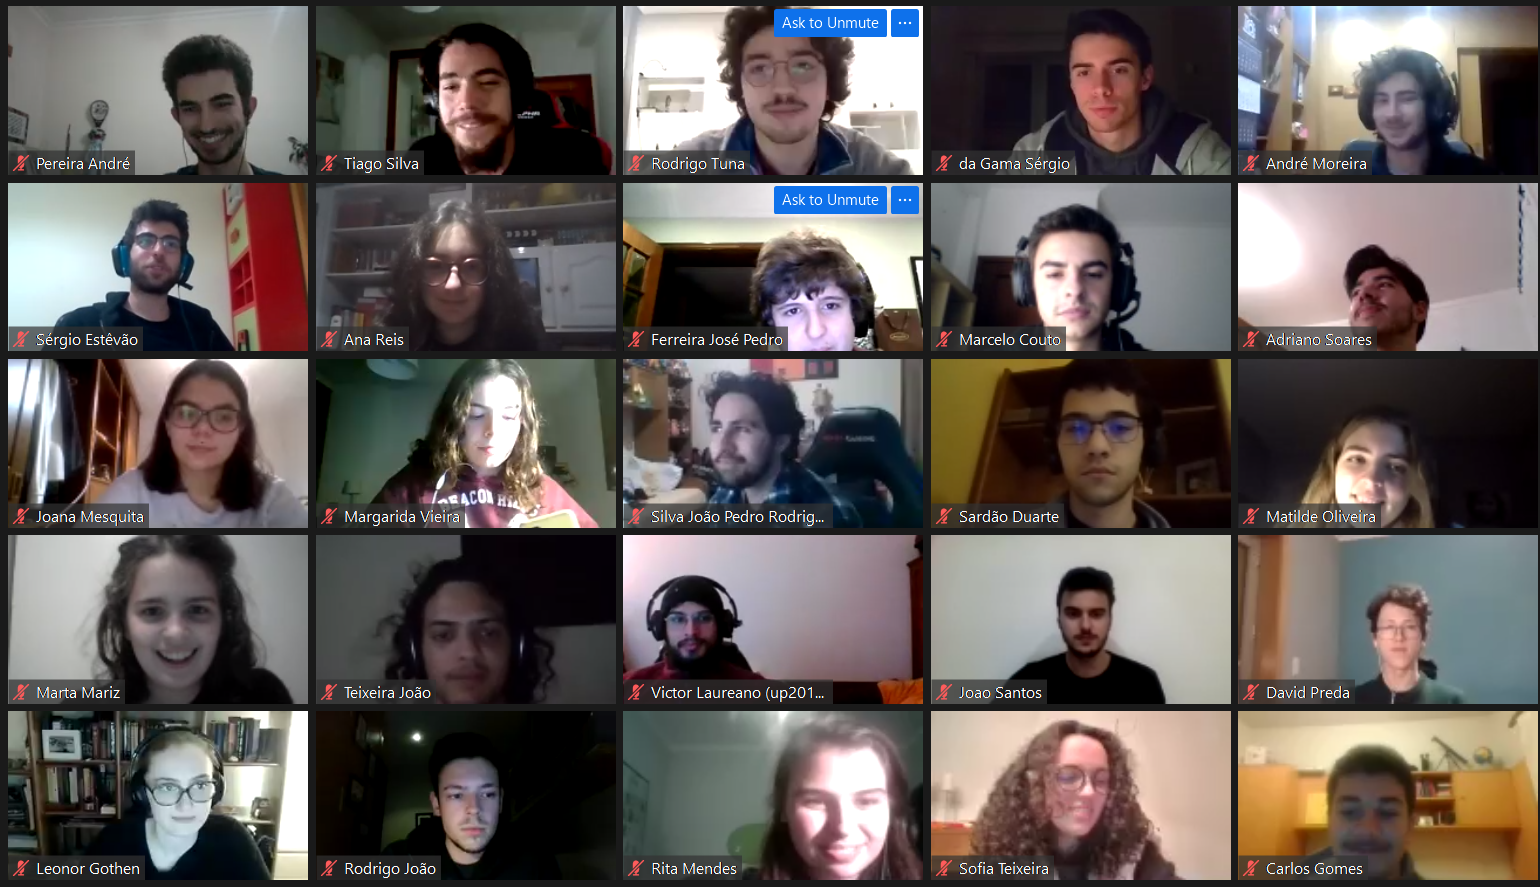 Ask to Unmute ...
Pereira André
Tiago Silva
Rodrigo Tuna
da Gama Sérgio
André Moreira
Ask to Unmute ...
Sérgio Estêvão
Ana Reis
Ferreira José Pedro
Marcelo Couto
Adriano Soares
BEACON HI
Joana Mesquita
Margarida Vieira
Silva João Pedro Rodrig...
Sardão Duarte
Matilde Oliveira
Marta Mariz
Teixeira João
Victor Laureano (up201...
Joao Santos
David Preda
Leonor Gothen
Rodrigo João
Rita Mendes
Sofia Teixeira
Carlos Gomes